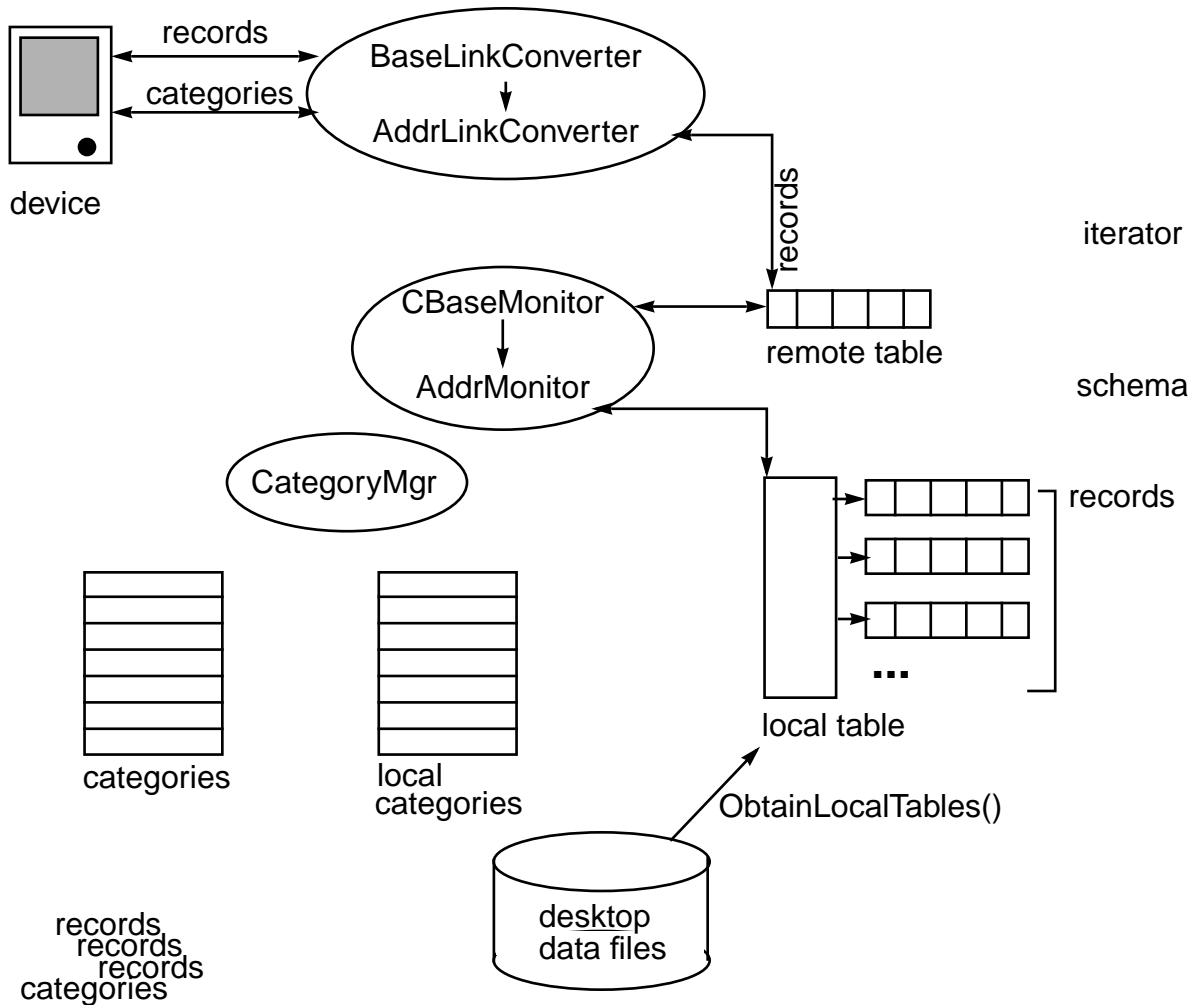 records
BaseLinkConverter
categories
AddrLinkConverter
device
records
iterator
CBaseMonitor
remote table
AddrMonitor
schema
CategoryMgr
records
...
local table
categories
local
categories
ObtainLocalTables()
desktop
data files
records
records
records
categories